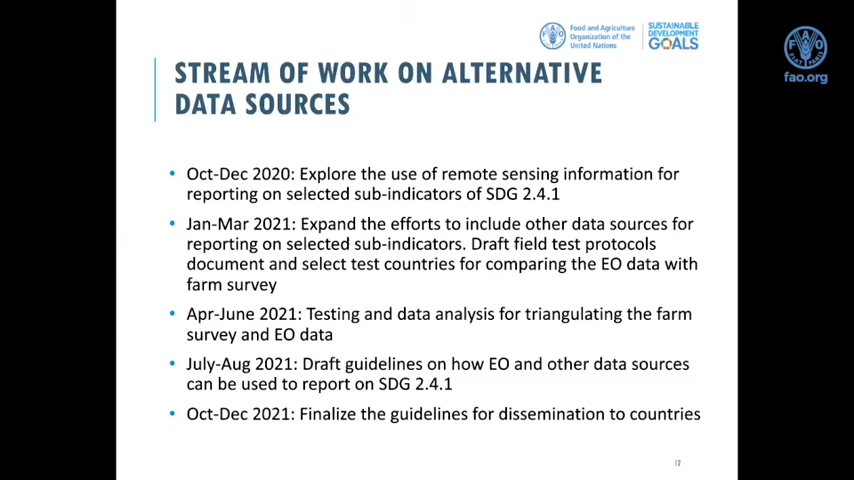 Food and Agriculture
Organization of the
United Nations
SUSTAINABLE
DEVELOPMENT
GOALS
FAO
FIAT PANIS
fao.org
STREAM OF WORK ON ALTERNATIVE
DATA SOURCES
• Oct-Dec 2020: Explore the use of remote sensing information for
reporting on selected sub-indicators of SDG 2.4.1
• Jan-Mar 2021: Expand the efforts to include other data sources for
reporting on selected sub-indicators. Draft field test protocols
document and select test countries for comparing the EO data with
farm survey
• Apr-June 2021: Testing and data analysis for triangulating the farm
survey and EO data
• July-Aug 2021: Draft guidelines on how EO and other data sources
can be used to report on SDG 2.4.1
• Oct-Dec 2021: Finalize the guidelines for dissemination to countries
12